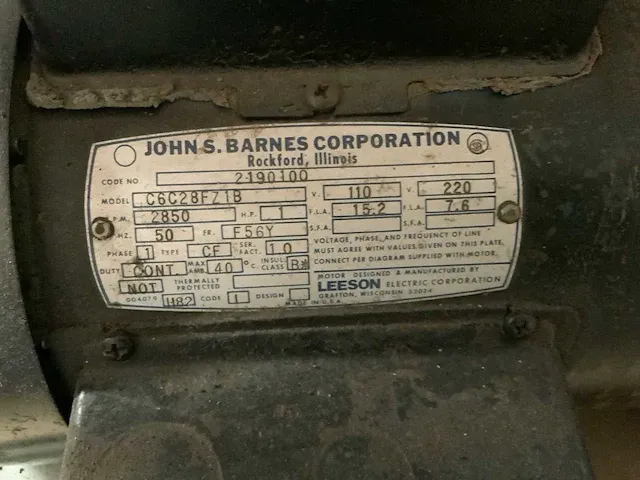 JOHN S. BARNES CORPORATION
Rockford, Illinois
CODE NO. 2190100
MODEL C6C28FZ1B V. 110 V. 220
R.P.M. 2850 H.P. 1 F.L.A. 15.2 F.L.A. 7.6
HZ. 50 FR. F56Y S.F.A. S.F.A.
PHASE 1 TYPE CF SER. FACT. 1.0
VOLTAGE, PHASE, AND FREQUENCY OF LINE
MUST AGREE WITH VALUES GIVEN ON THIS PLATE.
CONNECT PER DIAGRAM SUPPLIED WITH MOTOR.
DUTY CONT MAX AMB. 40 °C. INSUL. CLASS B*
NOT THERMALLY PROTECTED
MOTOR DESIGNED & MANUFACTURED BY
LEESON ELECTRIC CORPORATION
GRAFTON, WISCONSIN 53024
004079 H82 CODE DESIGN MADE IN U.S.A.